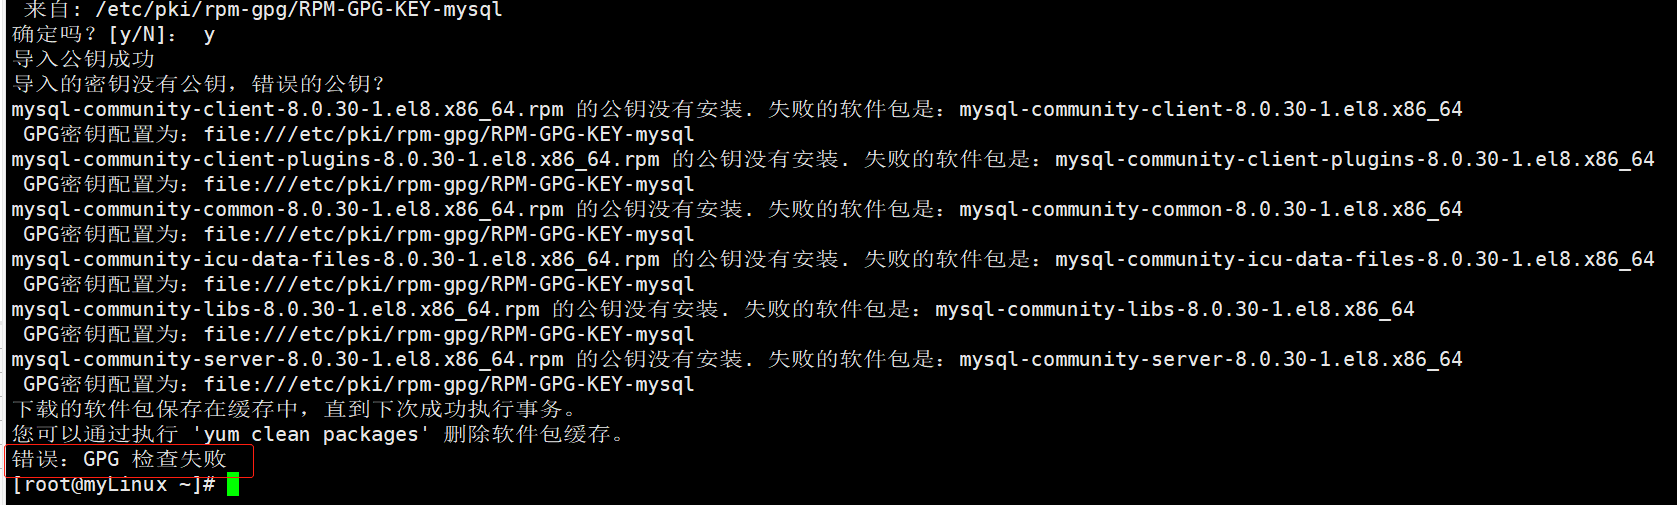 来自: /etc/pki/rpm-gpg/RPM-GPG-KEY-mysql
确定吗？[y/N]： y
导入公钥成功
导入的密钥没有公钥，错误的公钥？
mysql-community-client-8.0.30-1.el8.x86_64.rpm 的公钥没有安装. 失败的软件包是：mysql-community-client-8.0.30-1.el8.x86_64
GPG密钥配置为：file:///etc/pki/rpm-gpg/RPM-GPG-KEY-mysql
mysql-community-client-plugins-8.0.30-1.el8.x86_64.rpm 的公钥没有安装. 失败的软件包是：mysql-community-client-plugins-8.0.30-1.el8.x86_64
GPG密钥配置为：file:///etc/pki/rpm-gpg/RPM-GPG-KEY-mysql
mysql-community-common-8.0.30-1.el8.x86_64.rpm 的公钥没有安装. 失败的软件包是：mysql-community-common-8.0.30-1.el8.x86_64
GPG密钥配置为：file:///etc/pki/rpm-gpg/RPM-GPG-KEY-mysql
mysql-community-icu-data-files-8.0.30-1.el8.x86_64.rpm 的公钥没有安装. 失败的软件包是：mysql-community-icu-data-files-8.0.30-1.el8.x86_64
GPG密钥配置为：file:///etc/pki/rpm-gpg/RPM-GPG-KEY-mysql
mysql-community-libs-8.0.30-1.el8.x86_64.rpm 的公钥没有安装. 失败的软件包是：mysql-community-libs-8.0.30-1.el8.x86_64
GPG密钥配置为：file:///etc/pki/rpm-gpg/RPM-GPG-KEY-mysql
mysql-community-server-8.0.30-1.el8.x86_64.rpm 的公钥没有安装. 失败的软件包是：mysql-community-server-8.0.30-1.el8.x86_64
GPG密钥配置为：file:///etc/pki/rpm-gpg/RPM-GPG-KEY-mysql
下载的软件包保存在缓存中，直到下次成功执行事务。
您可以通过执行 'yum clean packages' 删除软件包缓存。
错误：GPG 检查失败
[root@myLinux ~]#